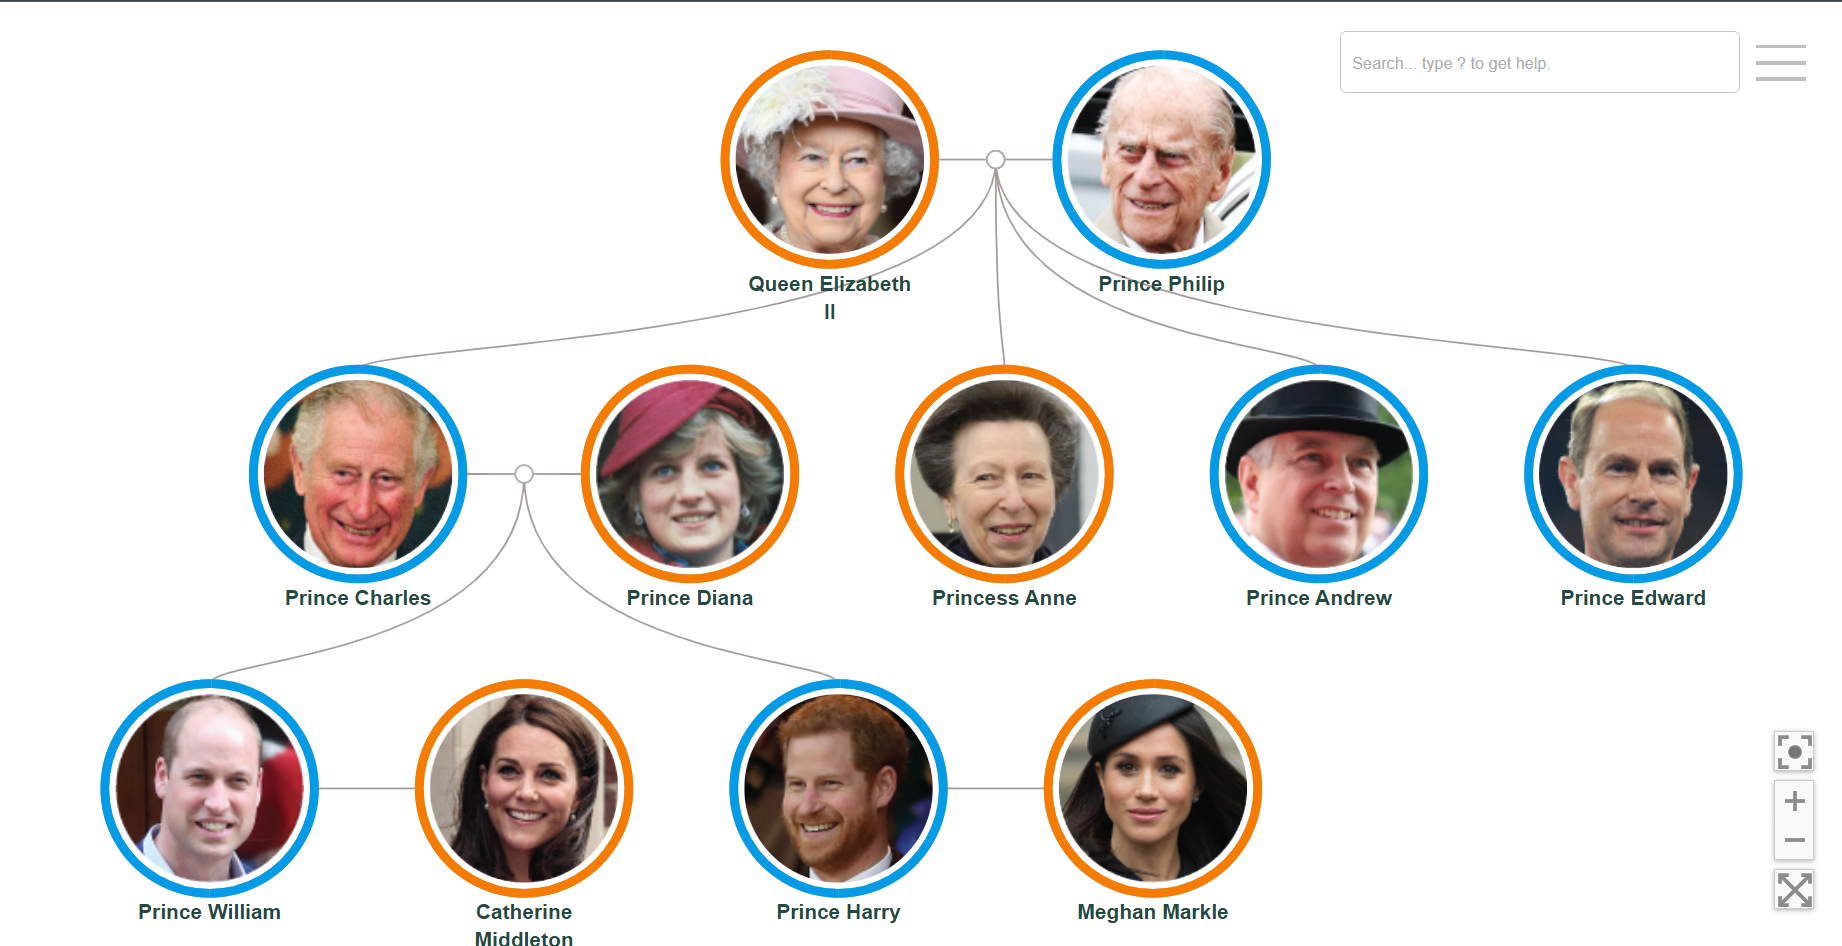 Search... type ? to get help.
Queen Elizabeth
II
Prince Philip
Prince Charles
Prince Diana
Princess Anne
Prince Andrew
Prince Edward
Prince William
Catherine
Middleton
Prince Harry
Meghan Markle